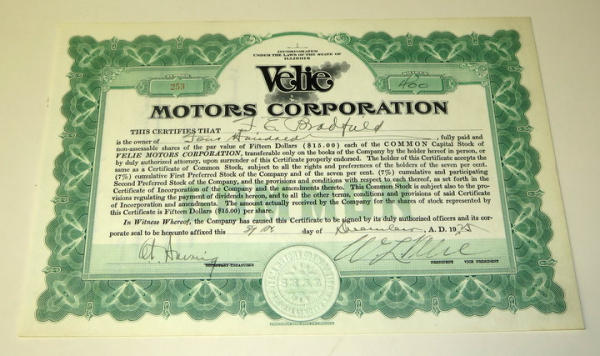 INCORPORATED
UNDER THE LAWS OF THE STATE OF
ILLINOIS
253
Velie
400
MOTORS CORPORATION
THIS CERTIFIES THAT J. E. Bradfield
is the owner of Four Hundred, fully paid and
non-assessable shares of the par value of Fifteen Dollars ($15.00) each of the COMMON Capital Stock of
VELIE MOTORS CORPORATION, transferable only on the books of the Company by the holder hereof in person, or
by duly authorized attorney, upon surrender of this Certificate properly endorsed. The holder of this Certificate accepts the
same as a Certificate of Common Stock, subject to all the rights and preferences of the holders of the seven per cent.
(7%) cumulative First Preferred Stock of the Company and of the seven per cent. (7%) cumulative and participating
Second Preferred Stock of the Company, and the provisions and conditions with respect to each thereof, as set forth in the
Certificate of Incorporation of the Company and the amendments thereto. This Common Stock is also subject to the pro-
visions regulating the payment of dividends hereon, and to all the other terms, conditions and provisions of said Certificate
of Incorporation and amendments. The amount actually received by the Company for the shares of stock represented by
this Certificate is Fifteen Dollars ($15.00) per share.
In Witness Whereof, the Company has caused this Certificate to be signed by its duly authorized officers and its cor-
porate seal to be hereunto affixed this day of December A. D. 19
SECRETARY-TREASURER
PRESIDENT VICE PRESIDENT